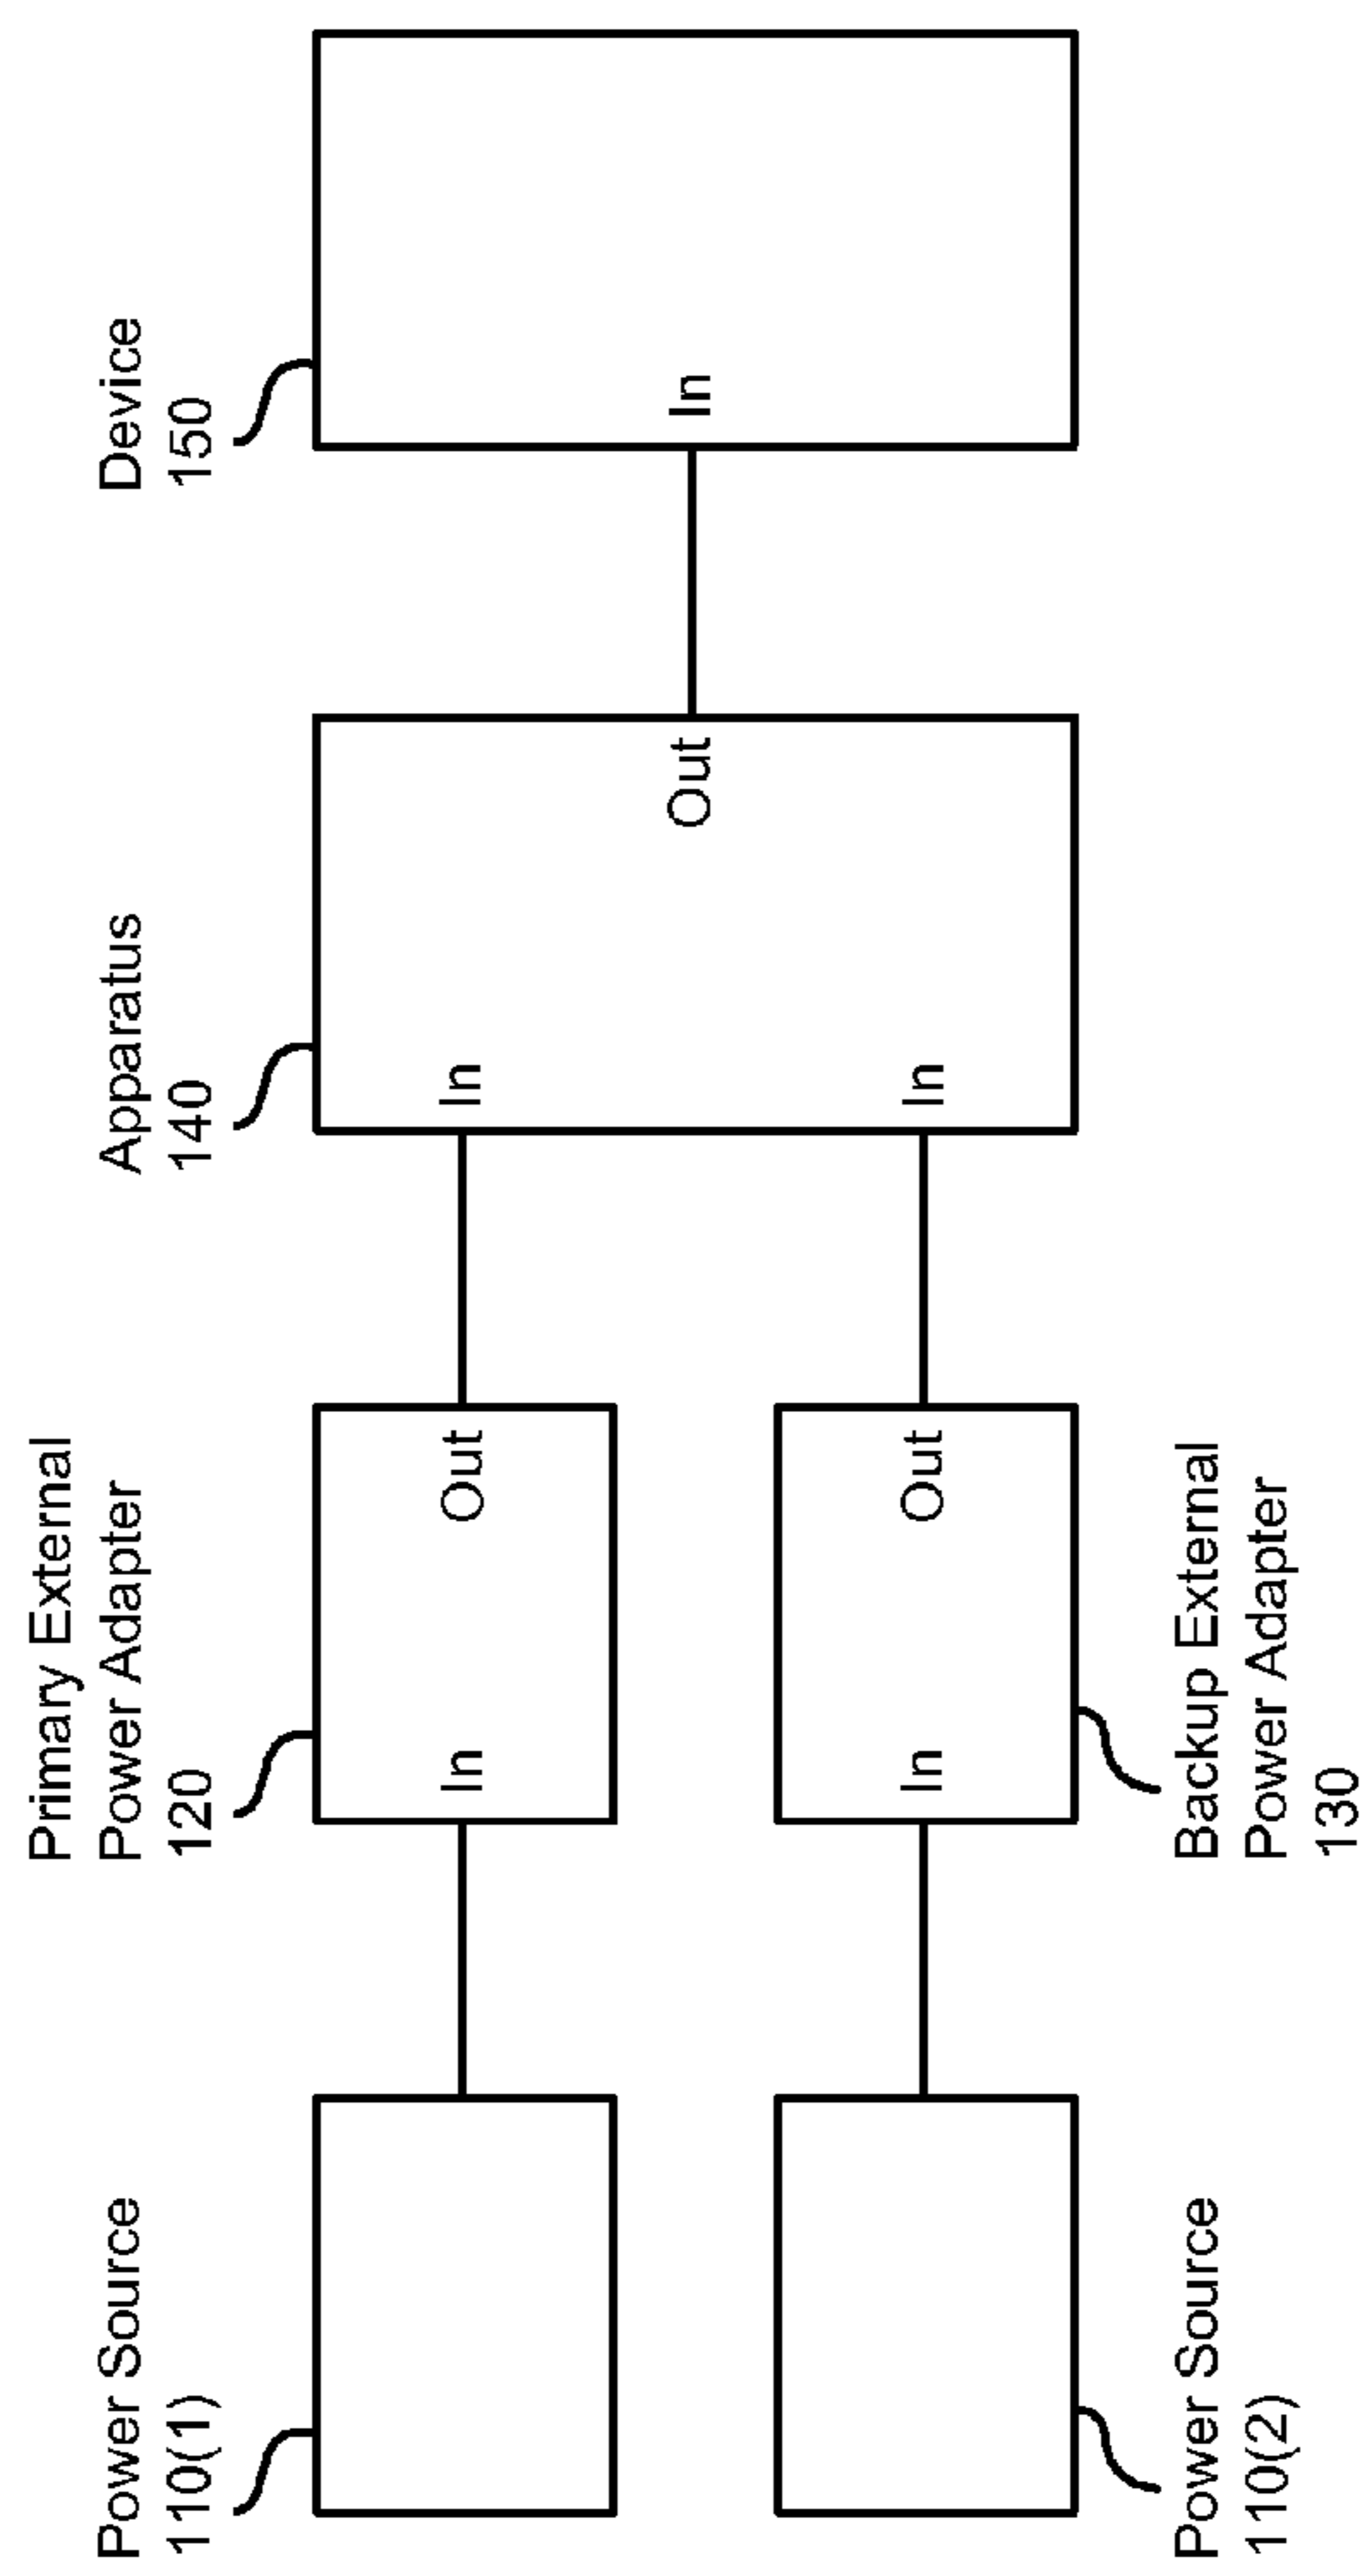 Power Source
110(1)
Primary External
Power Adapter
120
Apparatus
140
Device
150
In
Out
In
Out
In
In
Out
In
Power Source
110(2)
Backup External
Power Adapter
130